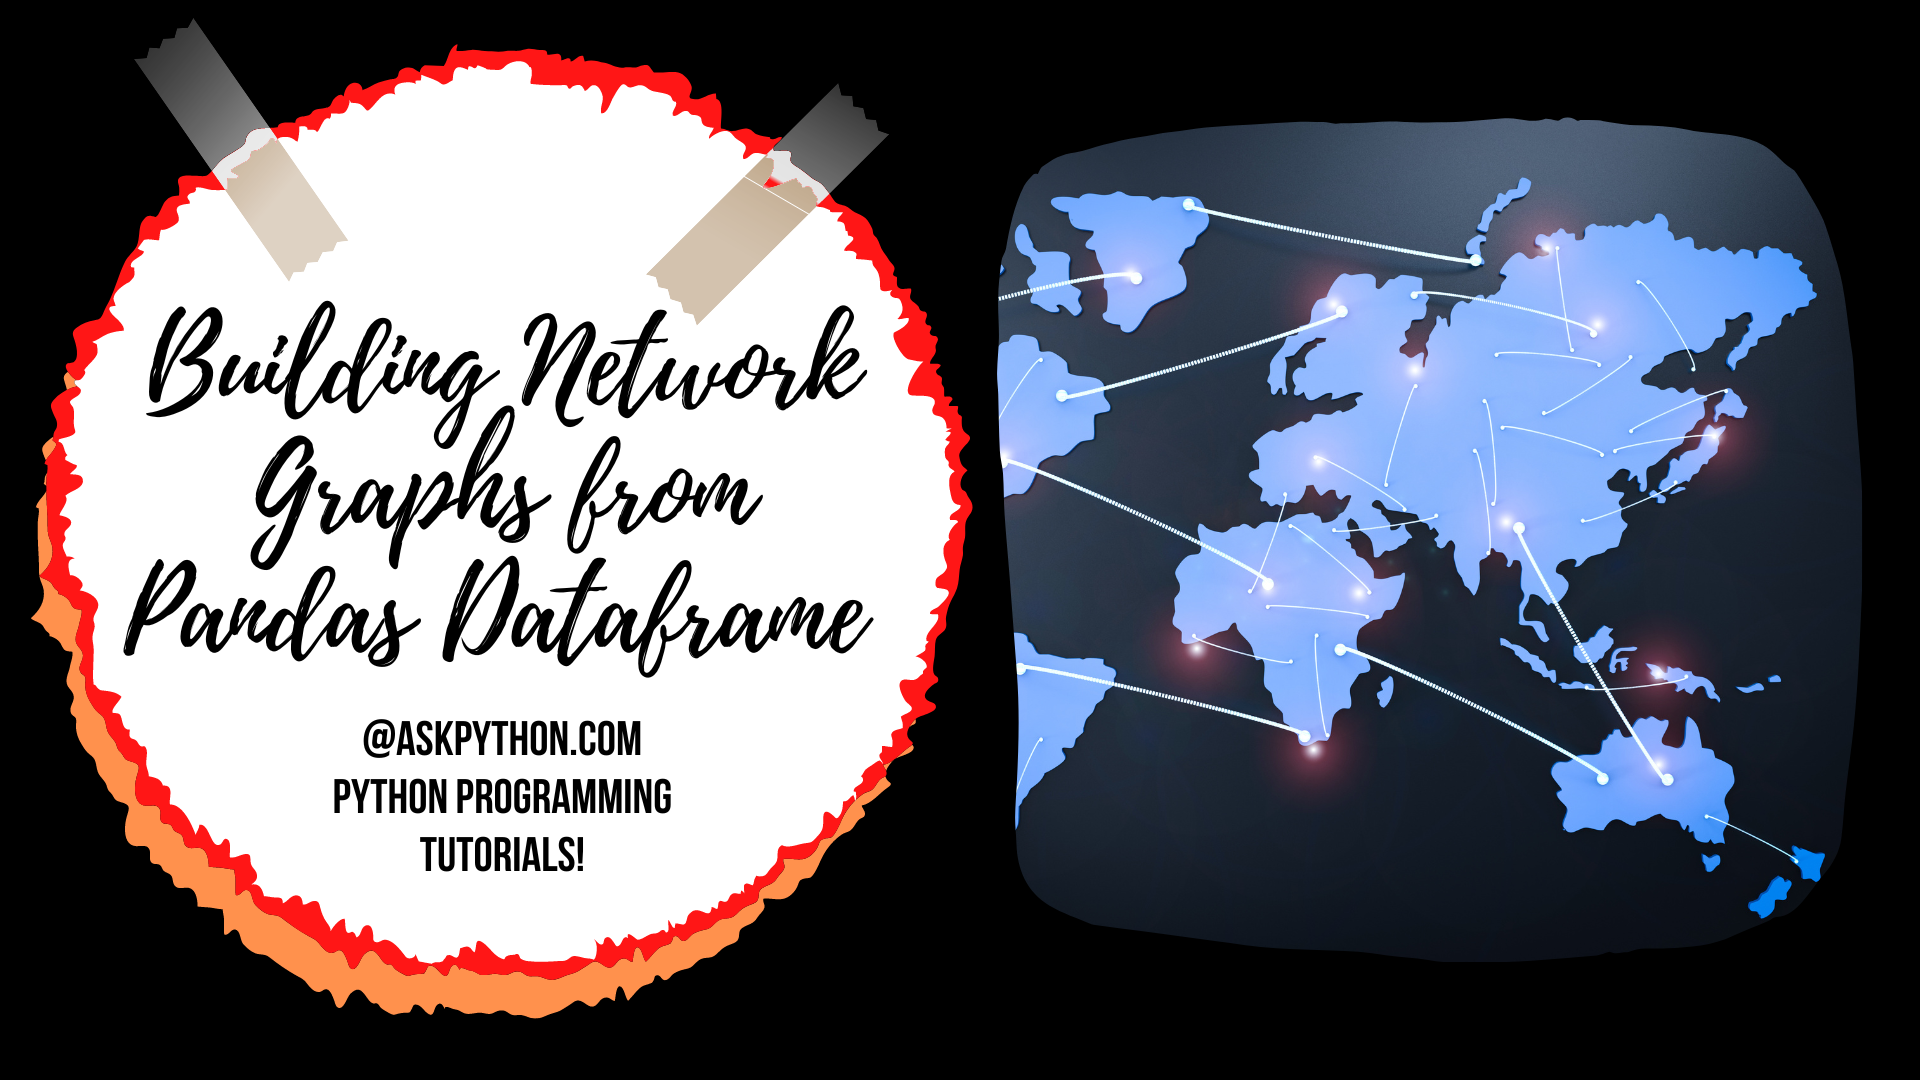 Building Network
Graphs from
Pandas Dataframe
@ASKPYTHON.COM
PYTHON PROGRAMMING
TUTORIALS!